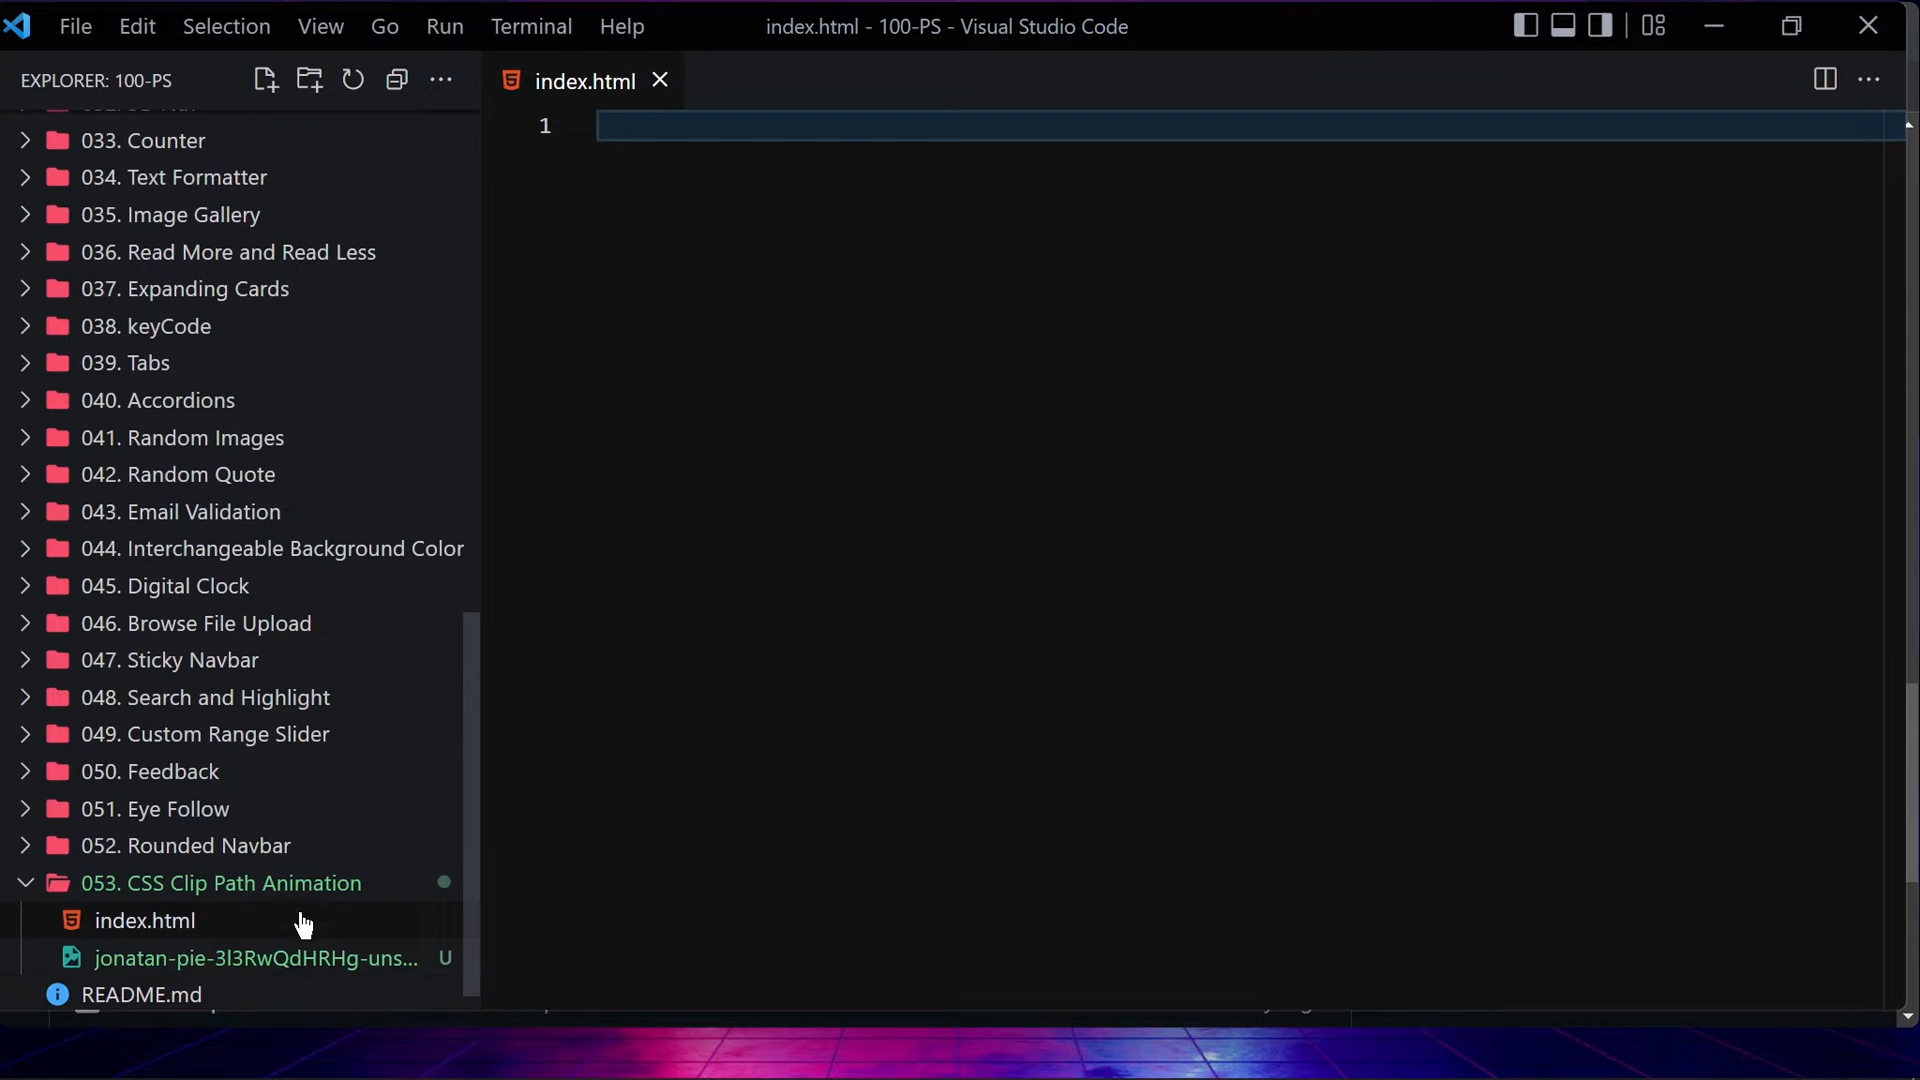 File Edit Selection View Go Run Terminal Help index.html - 100-PS - Visual Studio Code
EXPLORER: 100-PS
index.html
1
033. Counter
034. Text Formatter
035. Image Gallery
036. Read More and Read Less
037. Expanding Cards
038. keyCode
039. Tabs
040. Accordions
041. Random Images
042. Random Quote
043. Email Validation
044. Interchangeable Background Color
045. Digital Clock
046. Browse File Upload
047. Sticky Navbar
048. Search and Highlight
049. Custom Range Slider
050. Feedback
051. Eye Follow
052. Rounded Navbar
053. CSS Clip Path Animation
index.html
jonatan-pie-3l3RwQdHRHg-uns... U
README.md